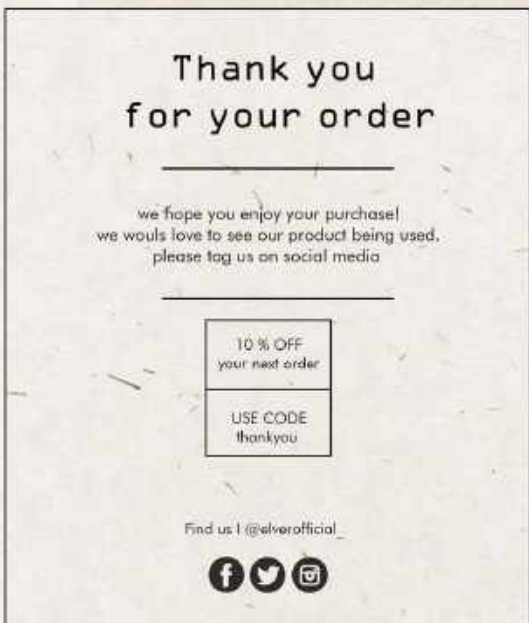 Thank you
for your order
we hope you enjoy your purchase!
we wouls love to see our product being used.
please tag us on social media
10 % OFF
your next order
USE CODE
thankyou
Find us | @elverofficial_